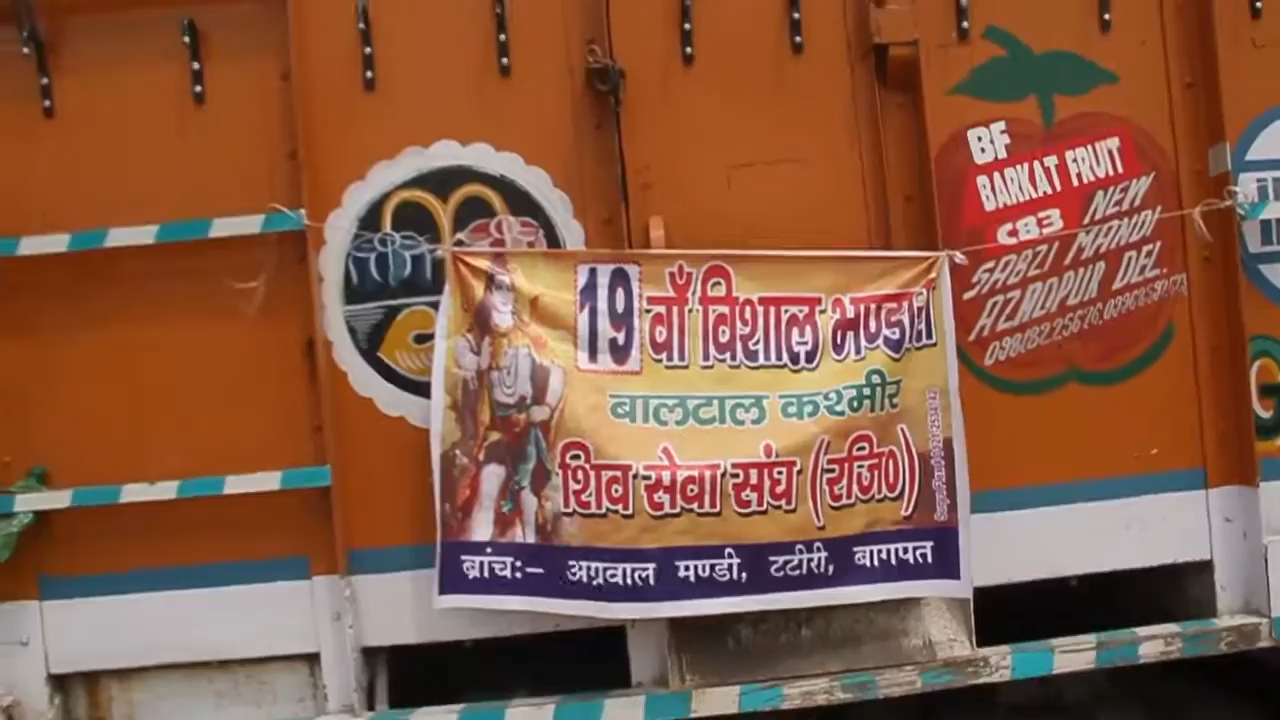 19 वाँ विशाल भण्डारा
बालटाल कश्मीर
शिव सेवा संघ (रजि०)
ब्रांचः– अग्रवाल मण्डी, टटीरी, बागपत
BF
BARKAT FRUIT
C83 NEW
SABZI MANDI
AZADPUR DEL.